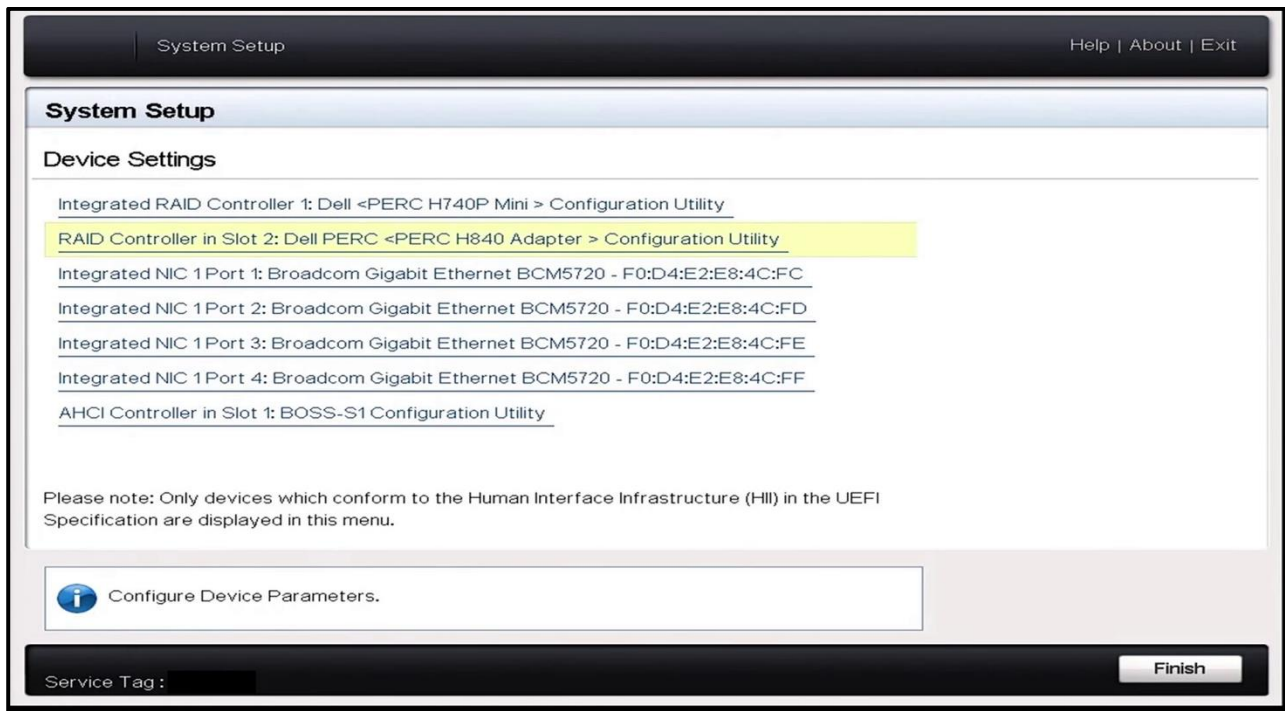 System Setup
Help | About | Exit
System Setup
Device Settings
Integrated RAID Controller 1: Dell <PERC H740P Mini > Configuration Utility
RAID Controller in Slot 2: Dell PERC <PERC H840 Adapter > Configuration Utility
Integrated NIC 1 Port 1: Broadcom Gigabit Ethernet BCM5720 - F0:D4:E2:E8:4C:FC
Integrated NIC 1 Port 2: Broadcom Gigabit Ethernet BCM5720 - F0:D4:E2:E8:4C:FD
Integrated NIC 1 Port 3: Broadcom Gigabit Ethernet BCM5720 - F0:D4:E2:E8:4C:FE
Integrated NIC 1 Port 4: Broadcom Gigabit Ethernet BCM5720 - F0:D4:E2:E8:4C:FF
AHCI Controller in Slot 1: BOSS-S1 Configuration Utility
Please note: Only devices which conform to the Human Interface Infrastructure (HII) in the UEFI
Specification are displayed in this menu.
Configure Device Parameters.
Service Tag :
Finish